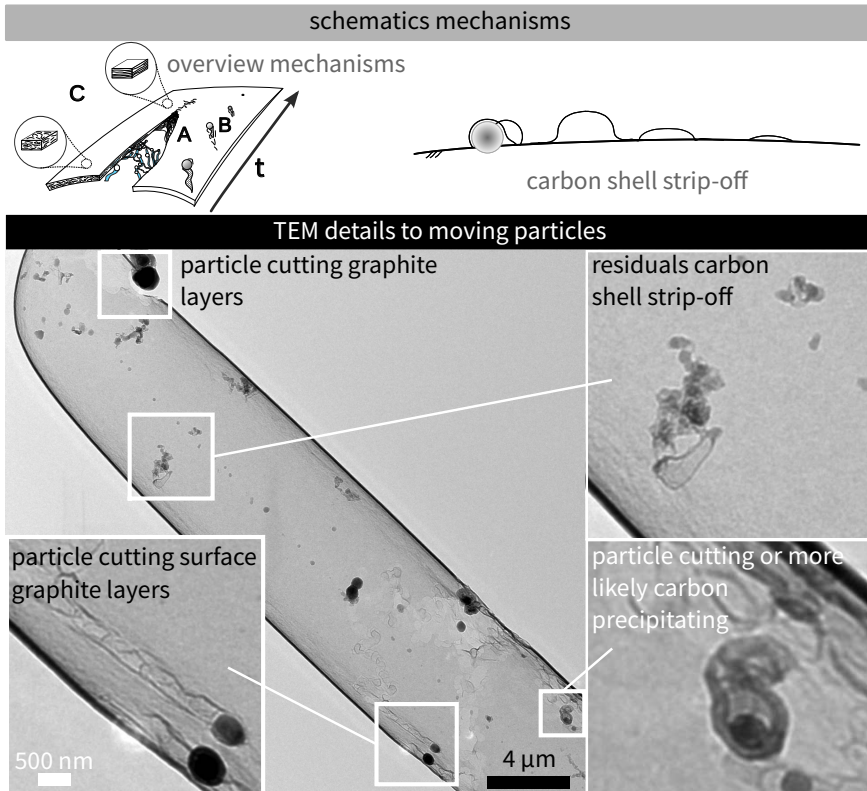 schematics mechanisms
overview mechanisms
C
A
B
t
carbon shell strip-off
TEM details to moving particles
particle cutting graphite
layers
residuals carbon
shell strip-off
particle cutting surface
graphite layers
particle cutting or more
likely carbon
precipitating
500 nm
4 µm